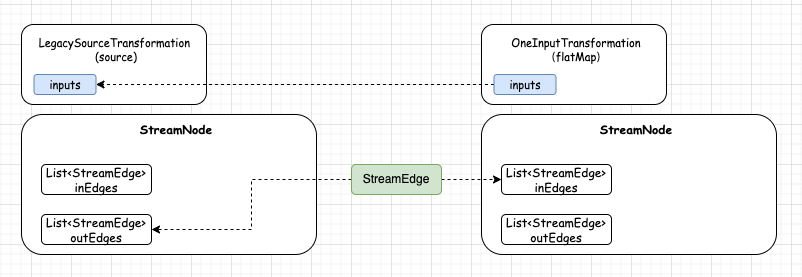 LegacySourceTransformation
(source)
inputs
OneInputTransformation
(flatMap)
inputs
StreamNode
List<StreamEdge>
inEdges
List<StreamEdge>
outEdges
StreamEdge
StreamNode
List<StreamEdge>
inEdges
List<StreamEdge>
outEdges